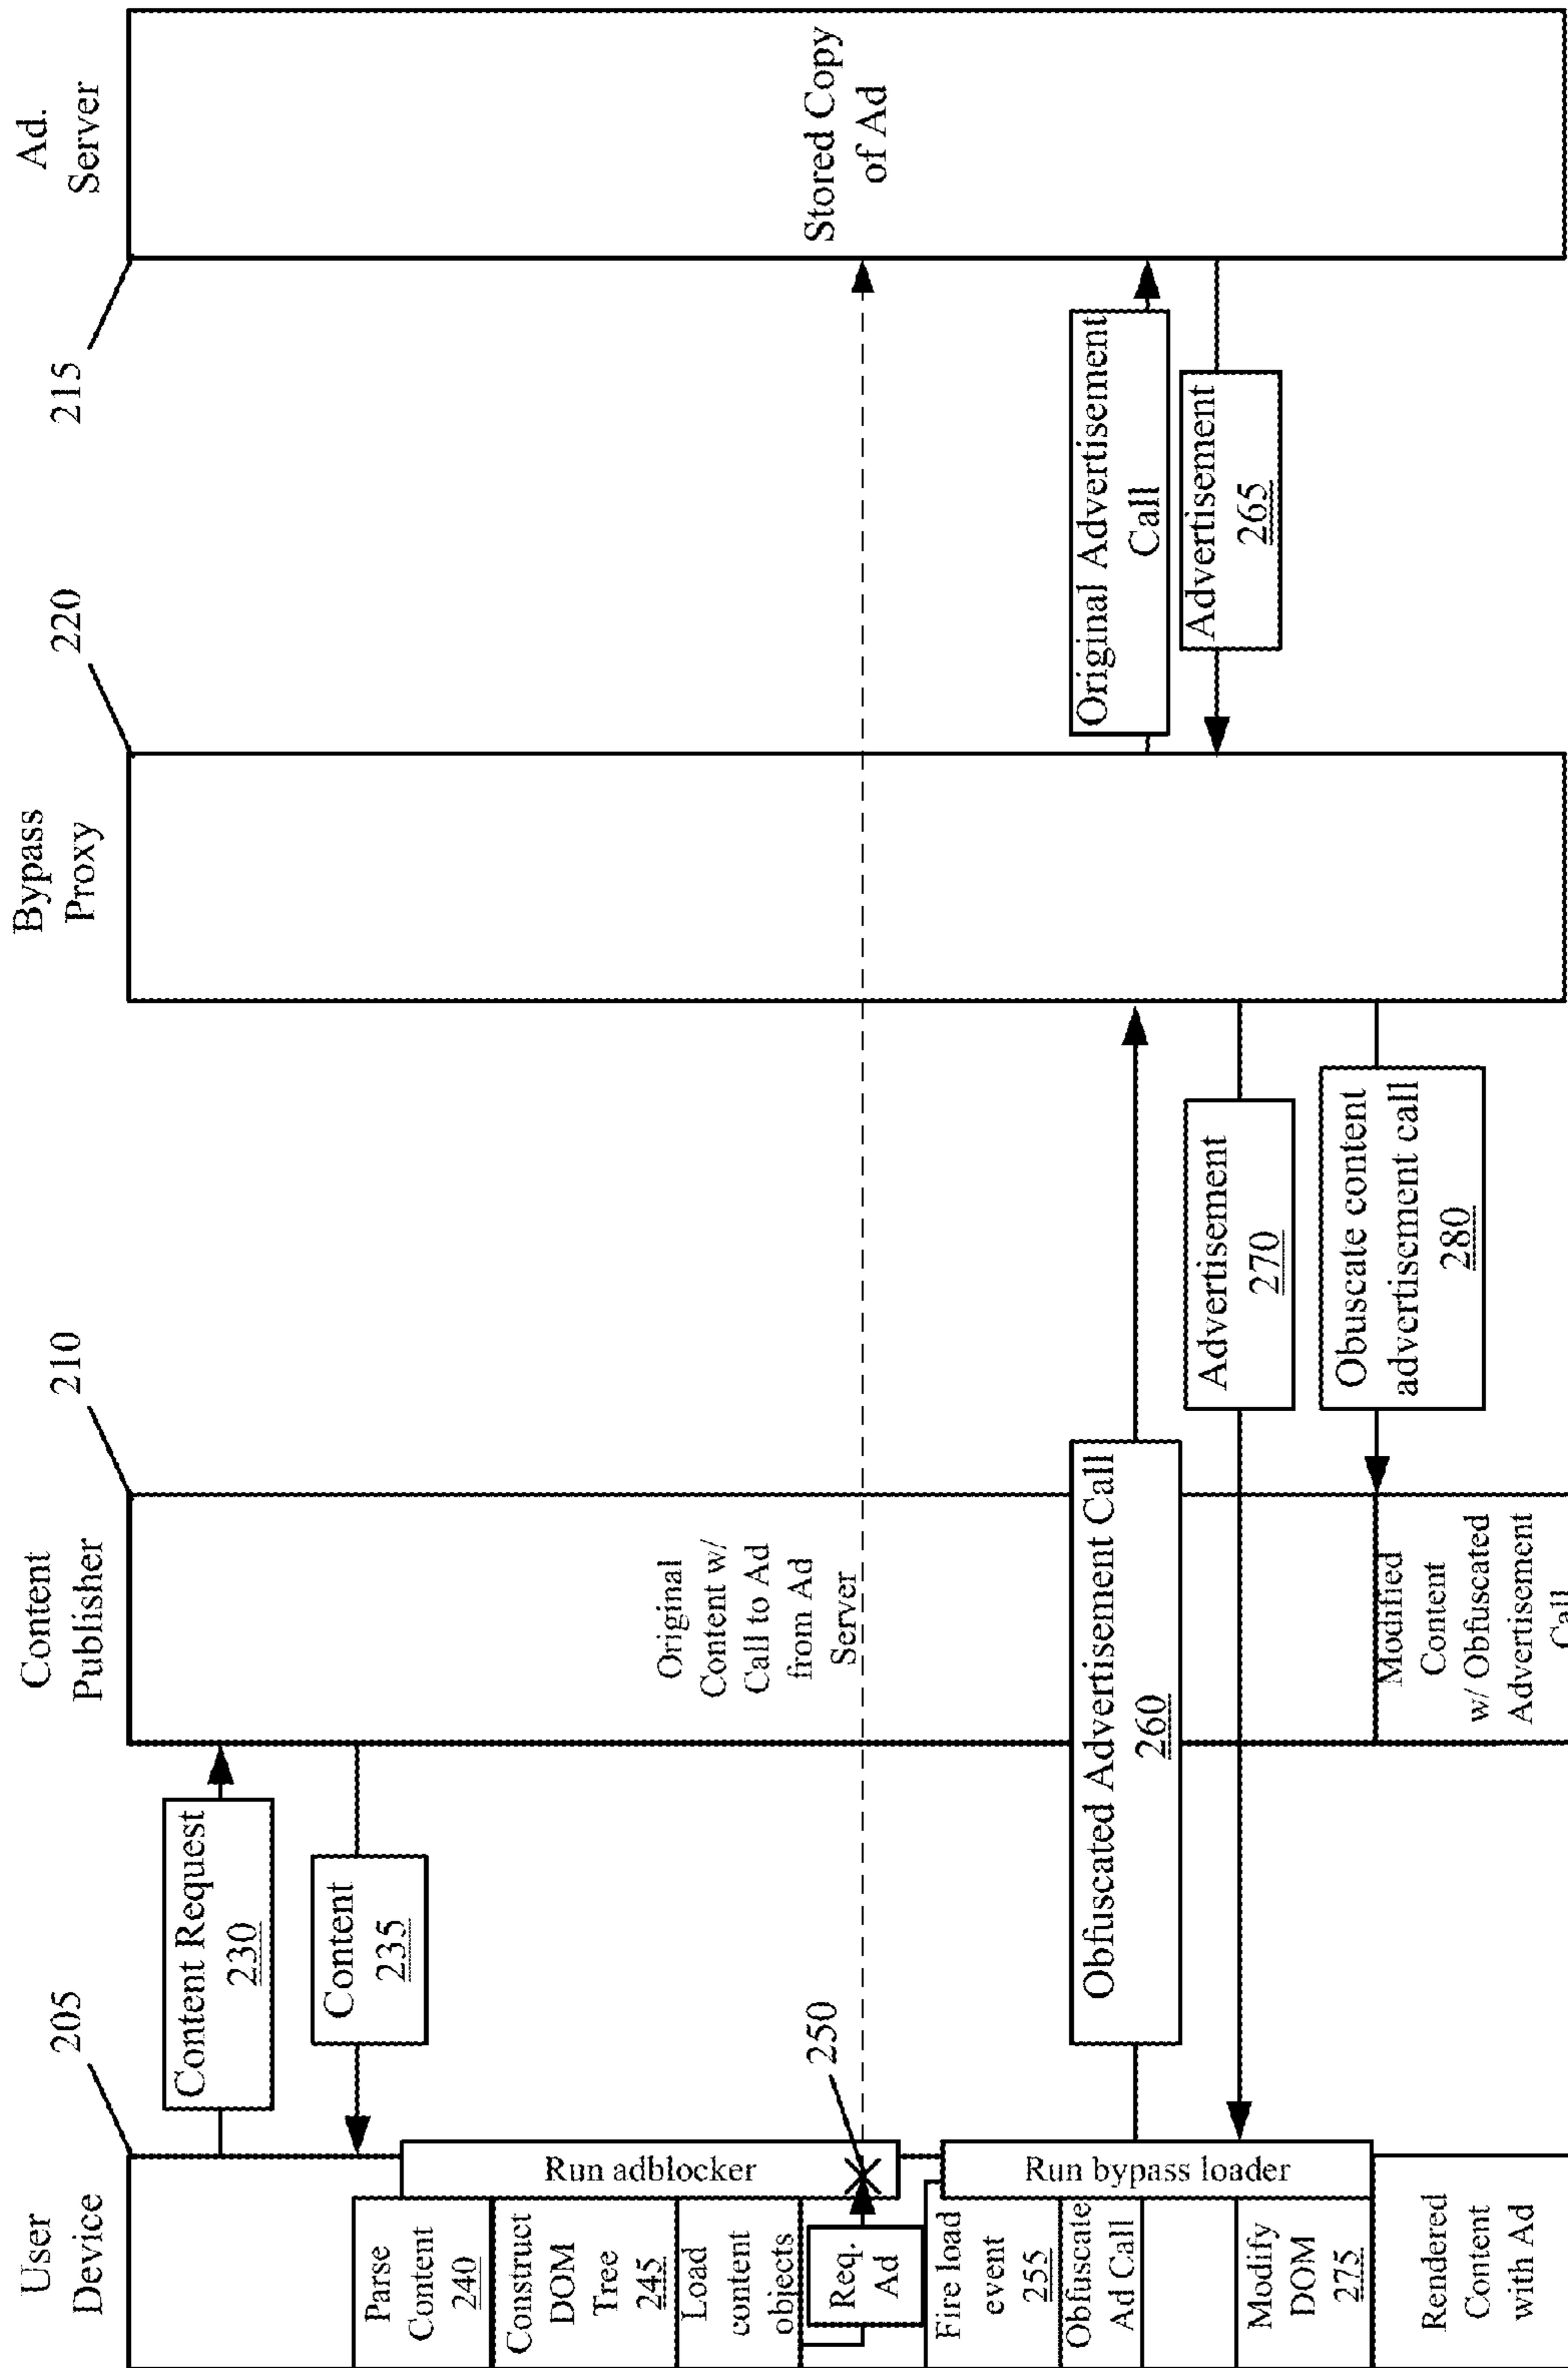 User
Device
Content
Publisher
Bypass
Proxy
Ad.
Server
205
210
220
215
Content Request
230
Content
235
Parse
Content
240
Construct
DOM
Tree
245
Load
content
objects
Run adblocker
Req.
Ad
250
Original
Content w/
Call to Ad
from Ad
Server
Stored Copy
of Ad
Fire load
event
255
Obfuscate
Ad Call
Run bypass loader
Obfuscated Advertisement Call
260
Original Advertisement
Call
Advertisement
265
Advertisement
270
Modify
DOM
275
Obuscate content
advertisement call
280
Rendered
Content
with Ad
Modified
Content
w/ Obfuscated
Advertisement
Call